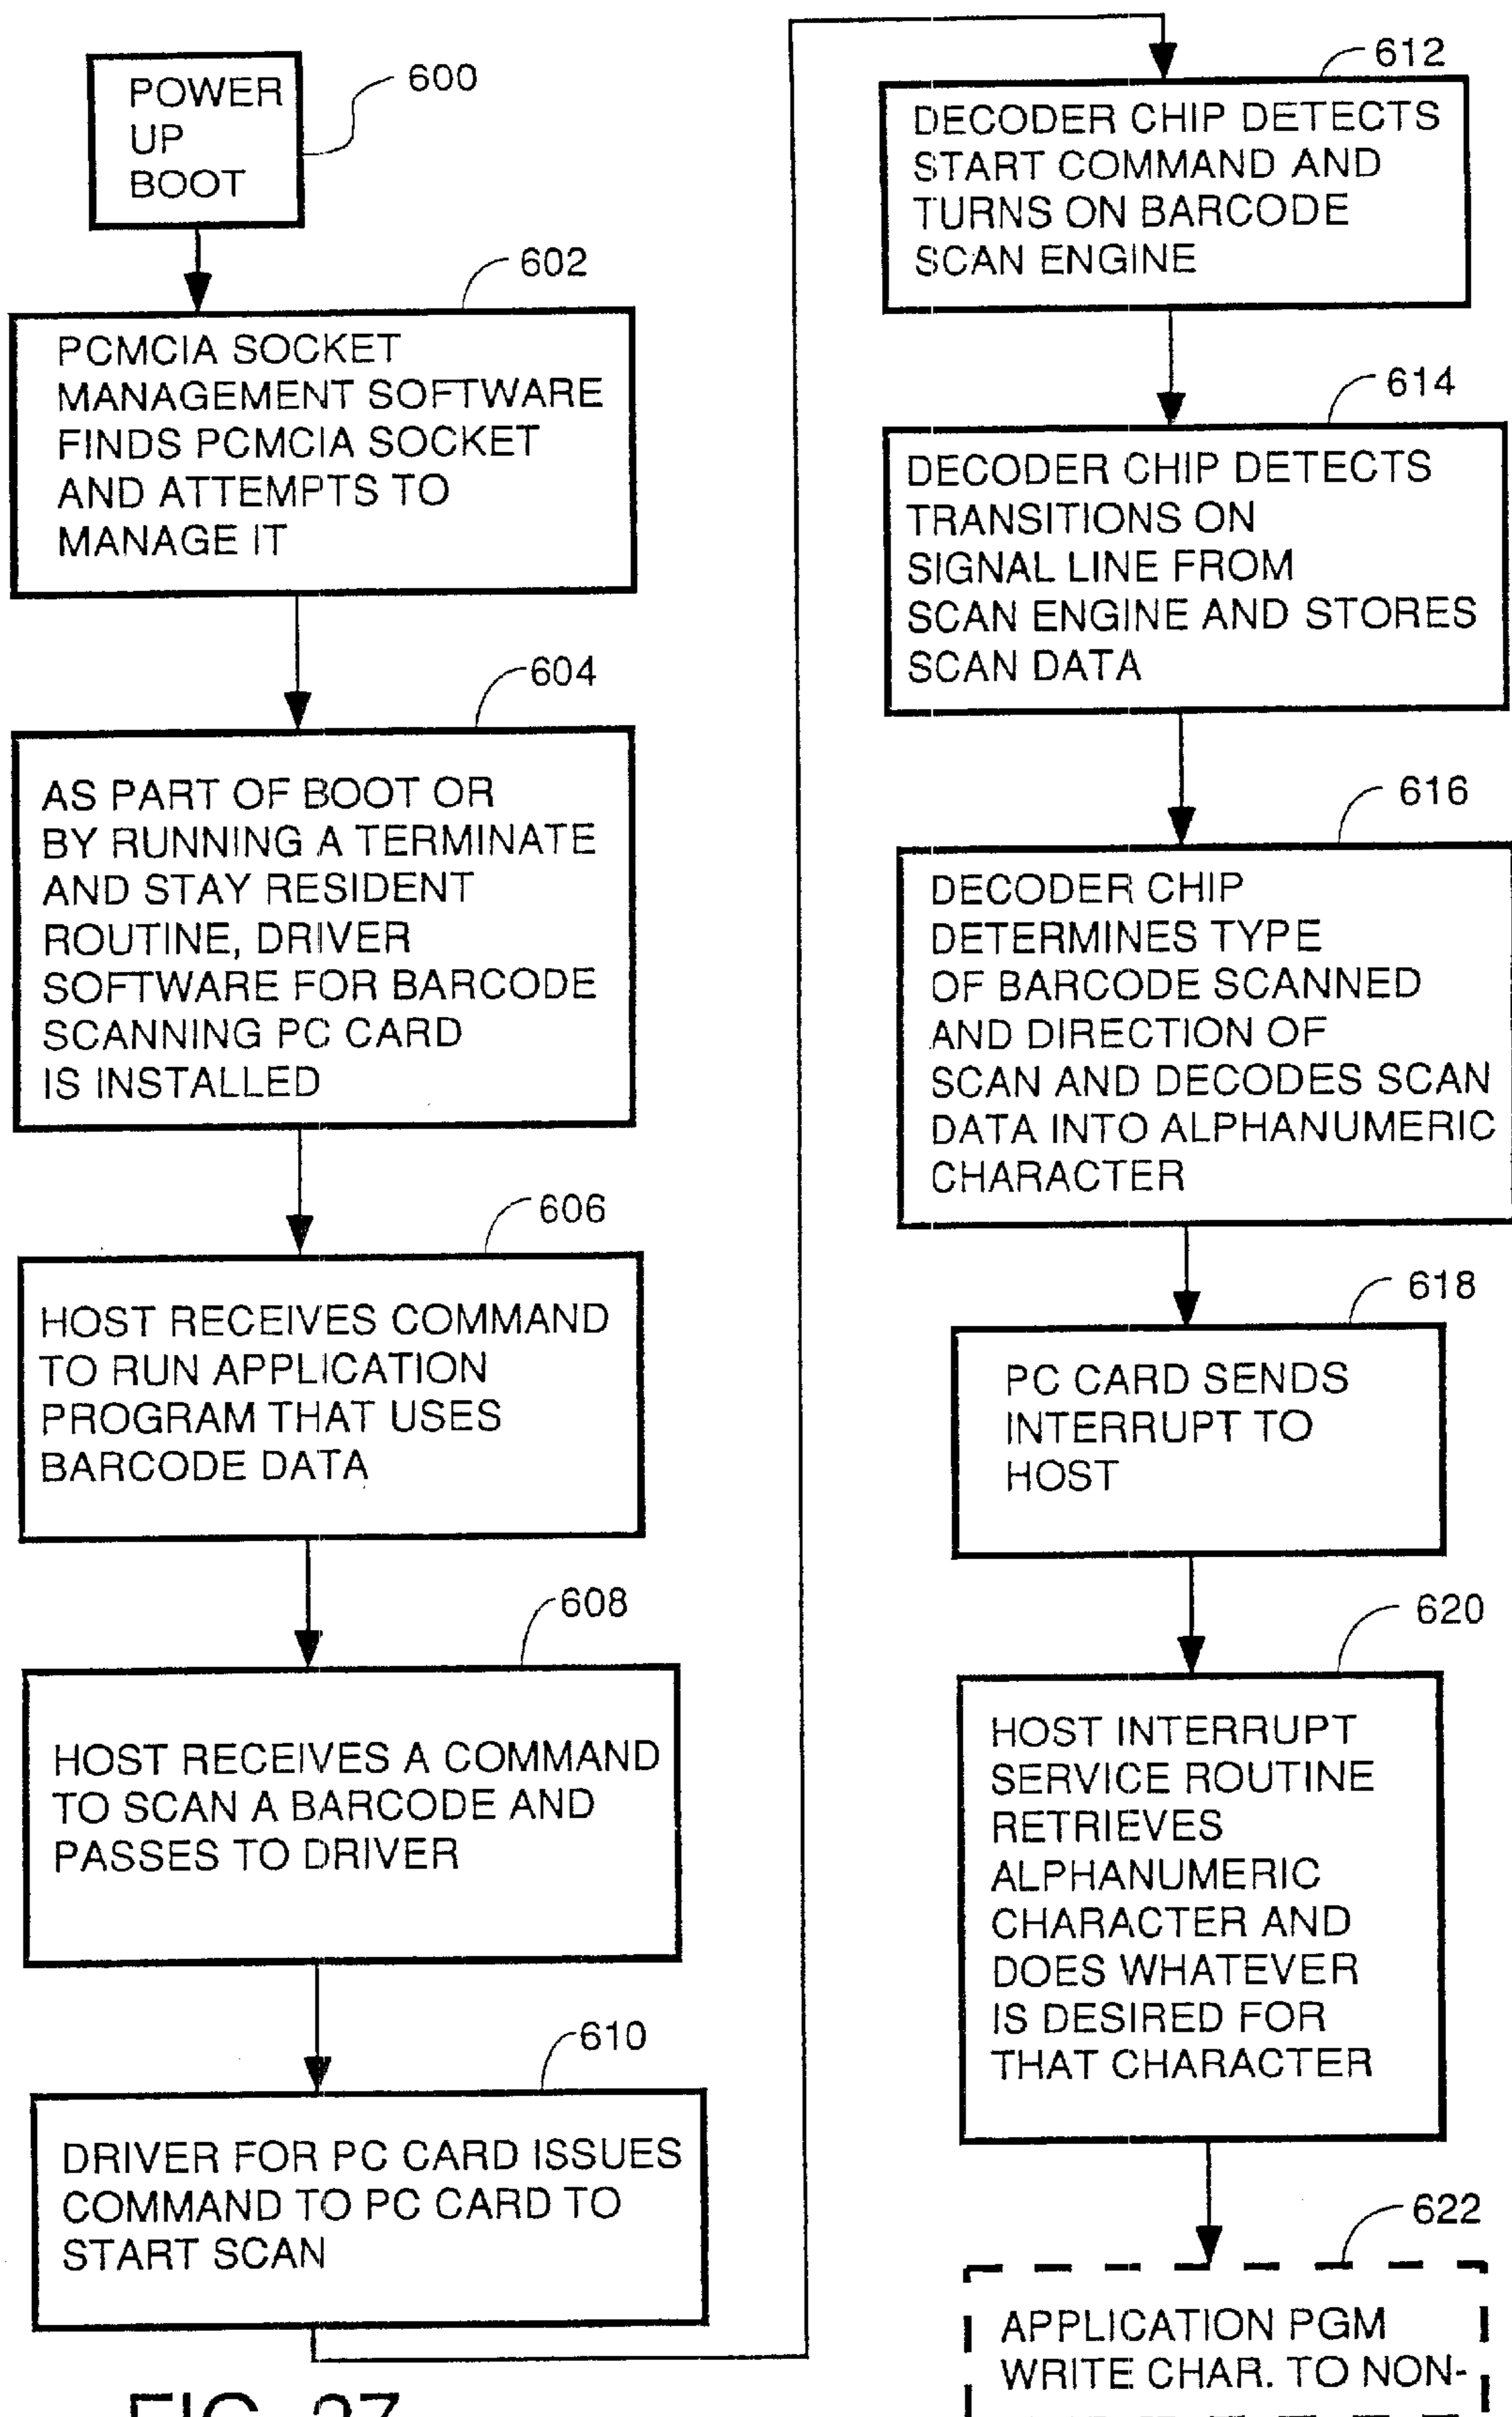 600
POWER
UP
BOOT
602
PCMCIA SOCKET
MANAGEMENT SOFTWARE
FINDS PCMCIA SOCKET
AND ATTEMPTS TO
MANAGE IT
604
AS PART OF BOOT OR
BY RUNNING A TERMINATE
AND STAY RESIDENT
ROUTINE, DRIVER
SOFTWARE FOR BARCODE
SCANNING PC CARD
IS INSTALLED
606
HOST RECEIVES COMMAND
TO RUN APPLICATION
PROGRAM THAT USES
BARCODE DATA
608
HOST RECEIVES A COMMAND
TO SCAN A BARCODE AND
PASSES TO DRIVER
610
DRIVER FOR PC CARD ISSUES
COMMAND TO PC CARD TO
START SCAN
612
DECODER CHIP DETECTS
START COMMAND AND
TURNS ON BARCODE
SCAN ENGINE
614
DECODER CHIP DETECTS
TRANSITIONS ON
SIGNAL LINE FROM
SCAN ENGINE AND STORES
SCAN DATA
616
DECODER CHIP
DETERMINES TYPE
OF BARCODE SCANNED
AND DIRECTION OF
SCAN AND DECODES SCAN
DATA INTO ALPHANUMERIC
CHARACTER
618
PC CARD SENDS
INTERRUPT TO
HOST
620
HOST INTERRUPT
SERVICE ROUTINE
RETRIEVES
ALPHANUMERIC
CHARACTER AND
DOES WHATEVER
IS DESIRED FOR
THAT CHARACTER
622
APPLICATION PGM
WRITE CHAR. TO NON-
FIG. 27